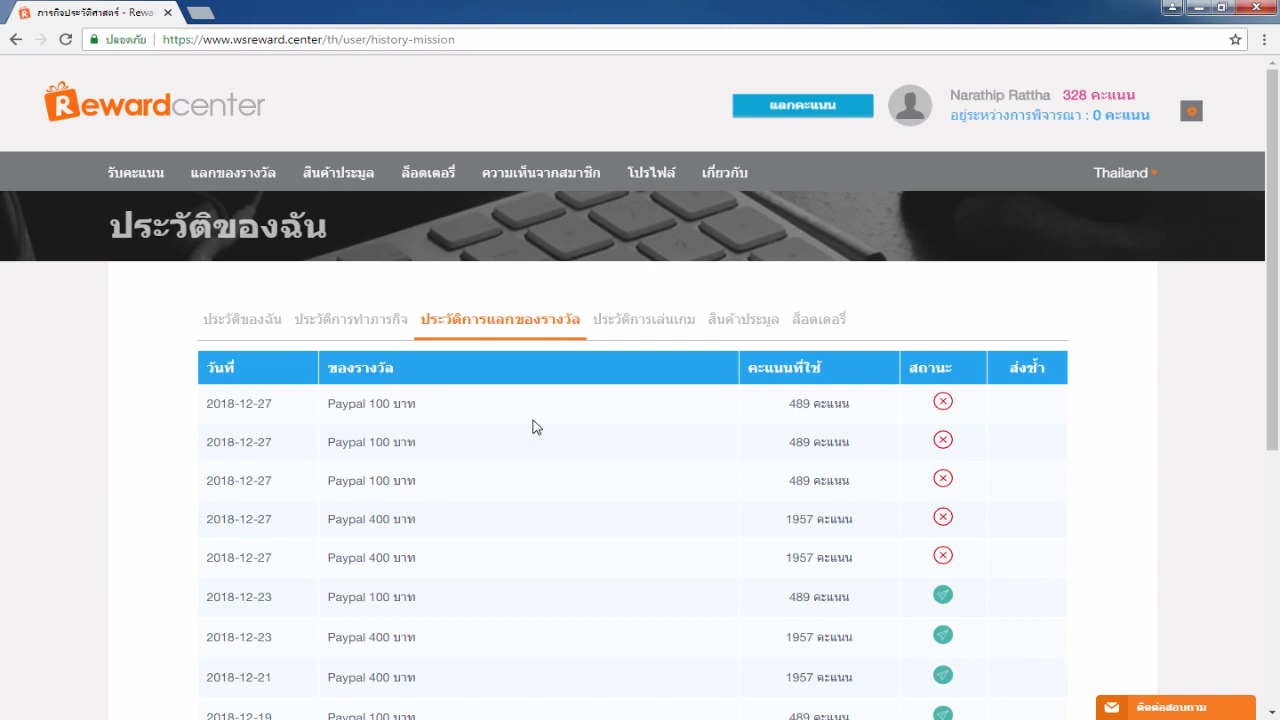 ภารกิจประวัติศาสตร์ - Rewa
ปลอดภัย https://www.wsreward.center/th/user/history-mission
Rewardcenter
แลกคะแนน
Narathip Rattha 328 คะแนน
อยู่ระหว่างการพิจารณา : 0 คะแนน
รับคะแนน แลกของรางวัล สินค้าประมูล ล็อตเตอรี่ ความเห็นจากสมาชิก โปรไฟล์ เกี่ยวกับ Thailand
ประวัติของฉัน
ประวัติของฉัน ประวัติการทำภารกิจ ประวัติการแลกของรางวัล ประวัติการเล่นเกม สินค้าประมูล ล็อตเตอรี่
วันที่ ของรางวัล คะแนนที่ใช้ สถานะ ส่งซ้ำ
2018-12-27 Paypal 100 บาท 489 คะแนน
2018-12-27 Paypal 100 บาท 489 คะแนน
2018-12-27 Paypal 100 บาท 489 คะแนน
2018-12-27 Paypal 400 บาท 1957 คะแนน
2018-12-27 Paypal 400 บาท 1957 คะแนน
2018-12-23 Paypal 100 บาท 489 คะแนน
2018-12-23 Paypal 400 บาท 1957 คะแนน
2018-12-21 Paypal 400 บาท 1957 คะแนน
2018-12-19 Paypal 100 บาท 489 คะแนน
ติดต่อสอบถาม